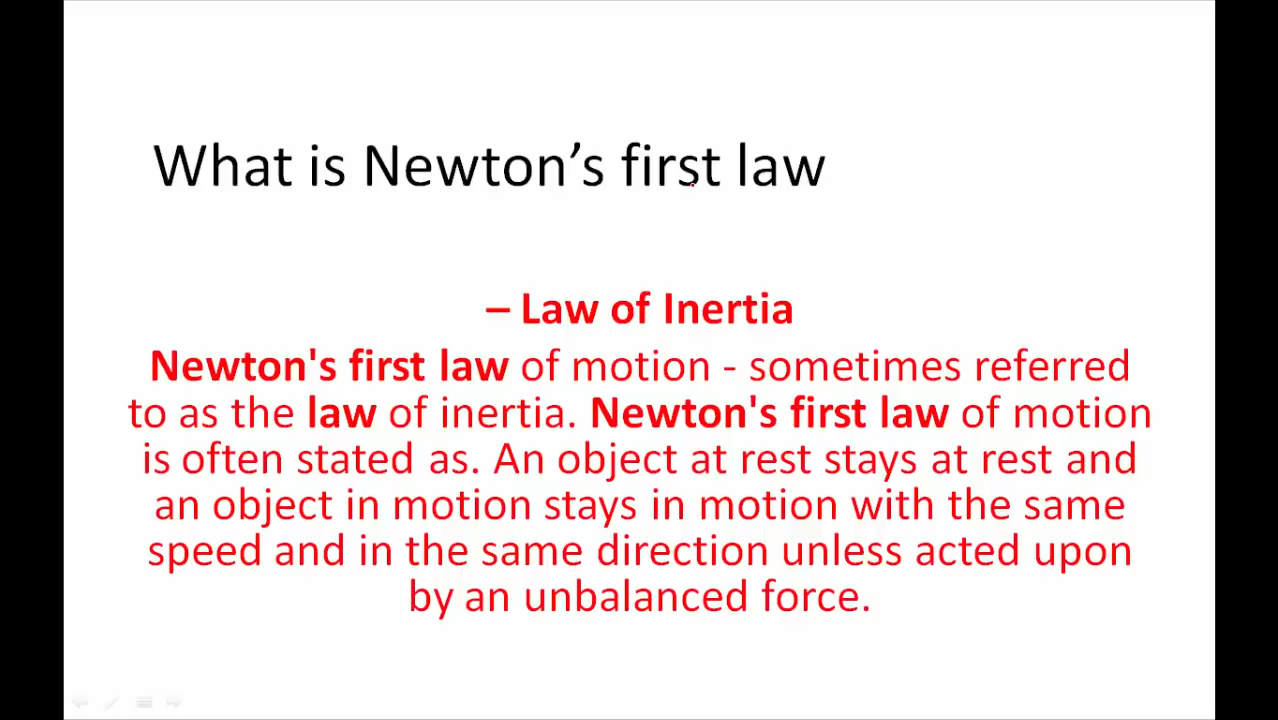 What is Newton’s first law
– Law of Inertia
Newton's first law of motion - sometimes referred
to as the law of inertia. Newton's first law of motion
is often stated as. An object at rest stays at rest and
an object in motion stays in motion with the same
speed and in the same direction unless acted upon
by an unbalanced force.